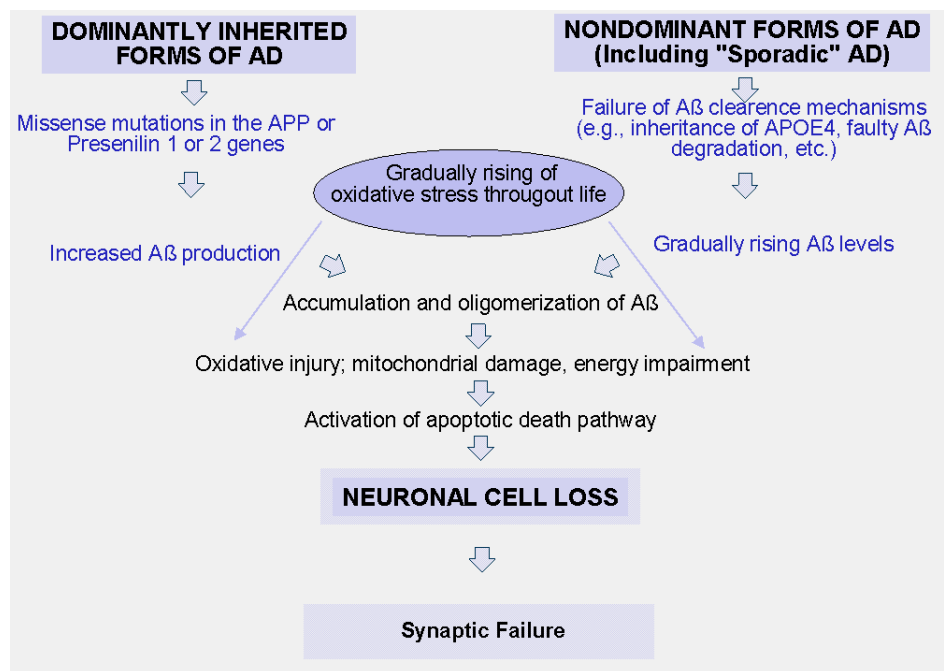 DOMINANTLY INHERITED
FORMS OF AD
NONDOMINANT FORMS OF AD
(Including "Sporadic" AD)
Missense mutations in the APP or
Presenilin 1 or 2 genes
Failure of Aß clearence mechanisms
(e.g., inheritance of APOE4, faulty Aß
degradation, etc.)
Gradually rising of
oxidative stress througout life
Increased Aß production
Gradually rising Aß levels
Accumulation and oligomerization of Aß
Oxidative injury; mitochondrial damage, energy impairment
Activation of apoptotic death pathway
NEURONAL CELL LOSS
Synaptic Failure